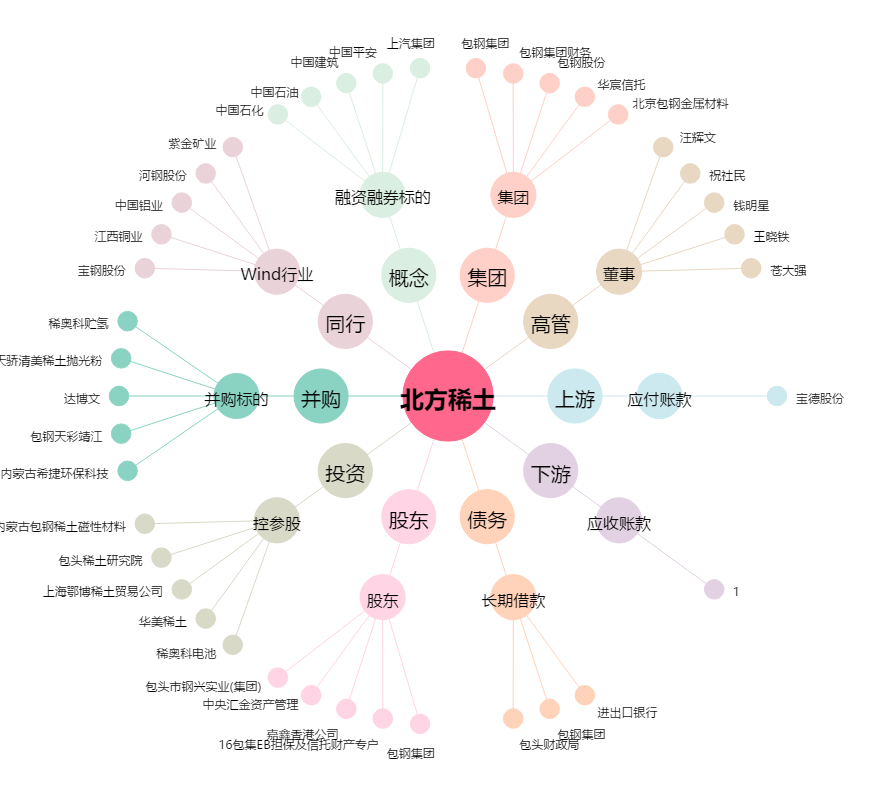 上汽集团
包钢集团
中国平安
包钢集团财务
中国建筑
包钢股份
中国石油
华宸信托
中国石化
北京包钢金属材料
紫金矿业
汪辉文
河钢股份
祝社民
融资融券标的
集团
中国铝业
钱明星
江西铜业
王晓铁
宝钢股份
Wind行业
概念
集团
董事
苍大强
稀奥科贮氢
同行
高管
天骄清美稀土抛光粉
达博文
并购标的
并购
北方稀土
上游
应付账款
宝德股份
包钢天彩靖江
内蒙古希捷环保科技
投资
下游
内蒙古包钢稀土磁性材料
控参股
股东
债务
应收账款
包头稀土研究院
上海鄂博稀土贸易公司
1
华美稀土
股东
长期借款
稀奥科电池
包头市钢兴实业(集团)
中央汇金资产管理
进出口银行
嘉鑫香港公司
包钢集团
16包集EB担保及信托财产专户
包头财政局
包钢集团